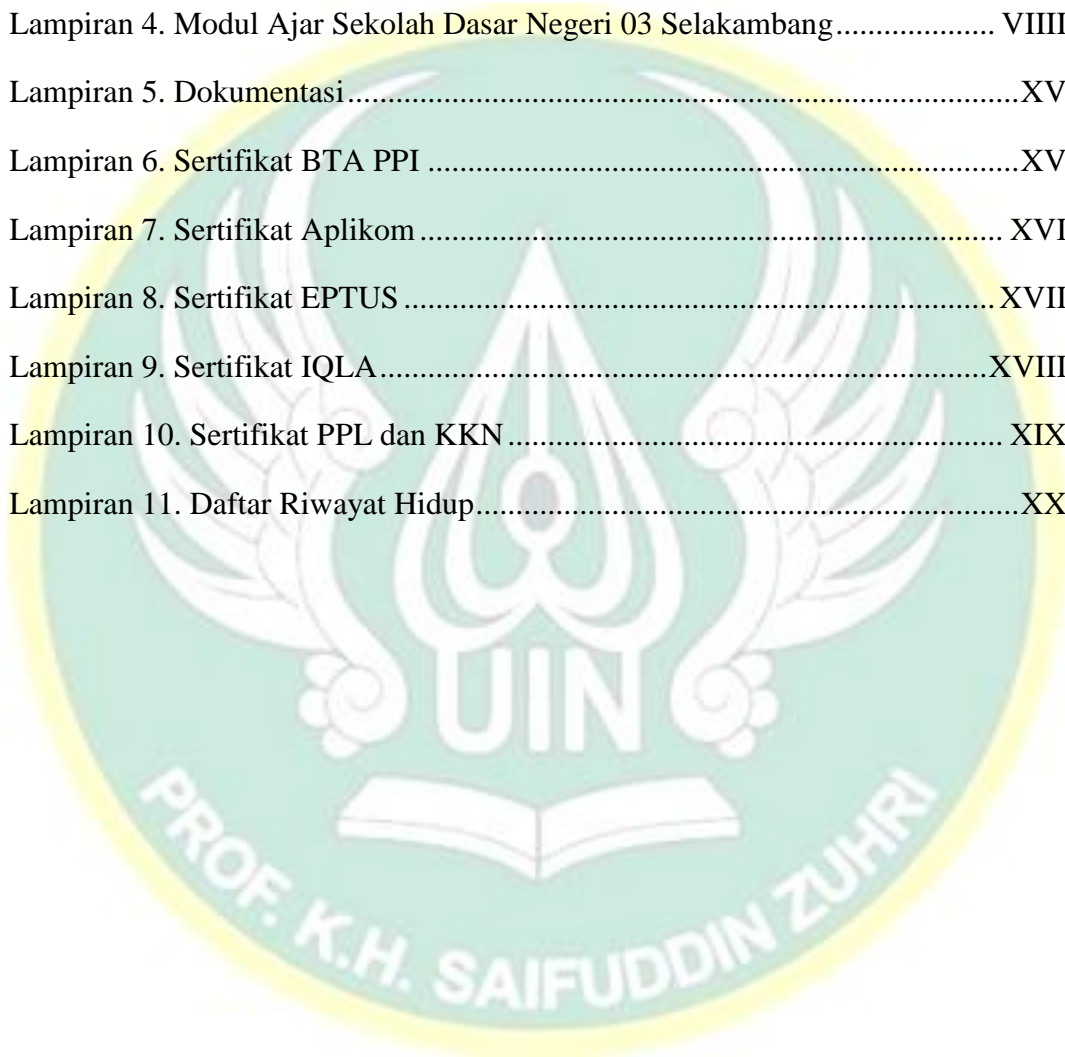 Lampiran 4. Modul Ajar Sekolah Dasar Negeri 03 Selakambang................... VIIII
Lampiran 5. Dokumentasi.................................................................................XV
Lampiran 6. Sertifikat BTA PPI .......................................................................XV
Lampiran 7. Sertifikat Aplikom ...................................................................... XVI
Lampiran 8. Sertifikat EPTUS .......................................................................XVII
Lampiran 9. Sertifikat IQLA.........................................................................XVIII
Lampiran 10. Sertifikat PPL dan KKN............................................................ XIX
Lampiran 11. Daftar Riwayat Hidup.................................................................XX
UIN
PROF. K.H. SAIFUDDIN ZUHRI